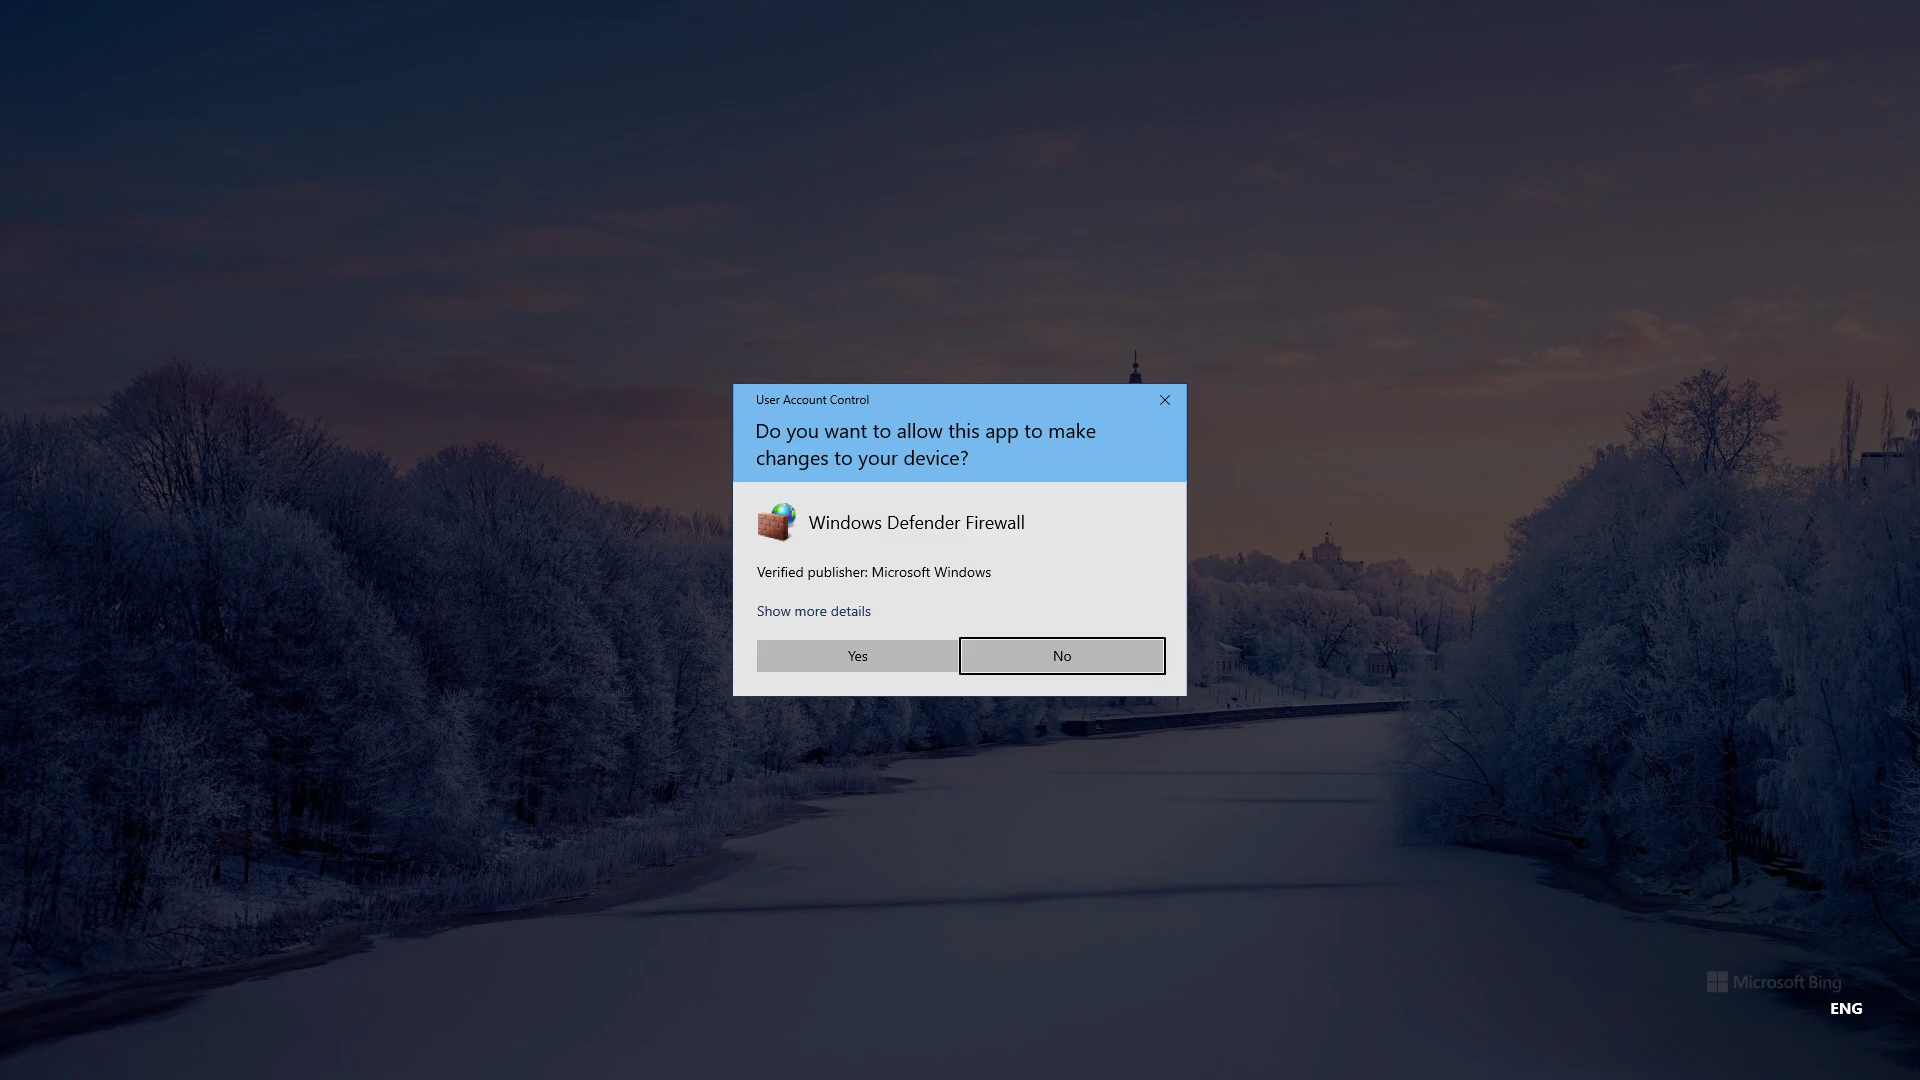 User Account Control
Do you want to allow this app to make
changes to your device?
Windows Defender Firewall
Verified publisher: Microsoft Windows
Show more details
Yes
No
Microsoft Bing
ENG